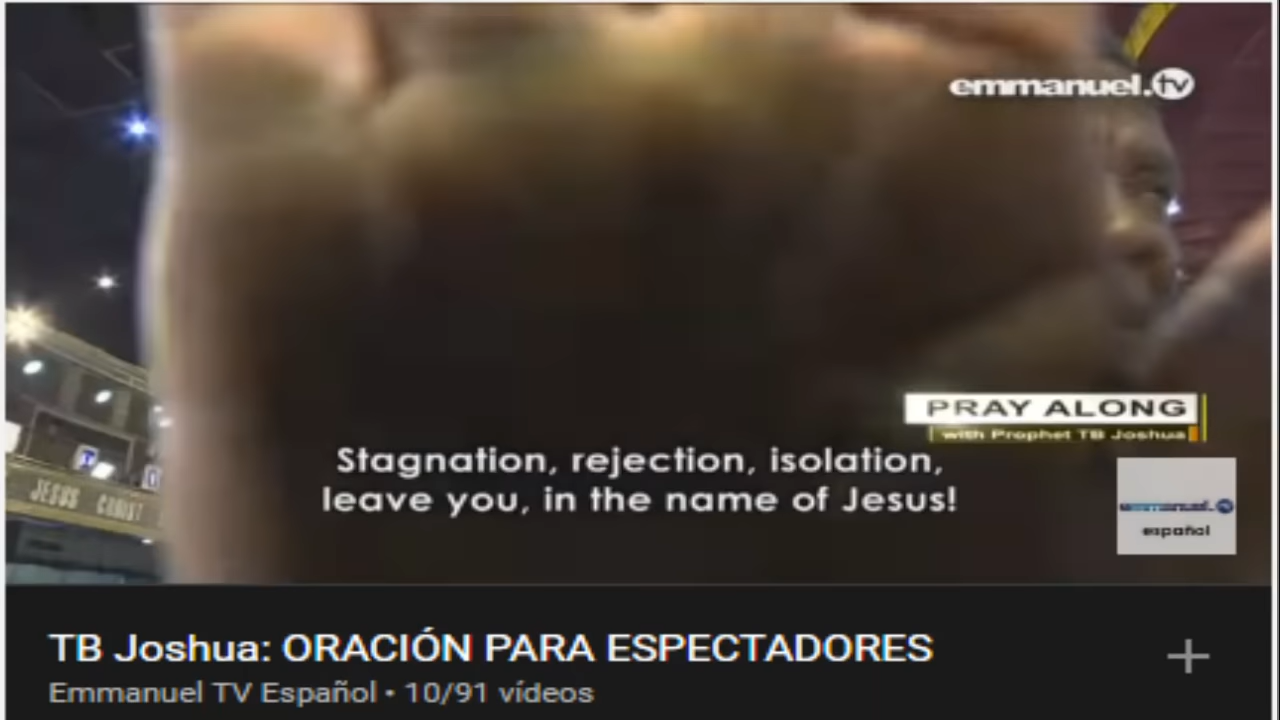 emmanuel.tv
PRAY ALONG
with Prophet TB Joshua
Stagnation, rejection, isolation,
leave you, in the name of Jesus!
emmanuel.tv
español
JESUS CHRIST
TB Joshua: ORACIÓN PARA ESPECTADORES
Emmanuel TV Español • 10/91 vídeos